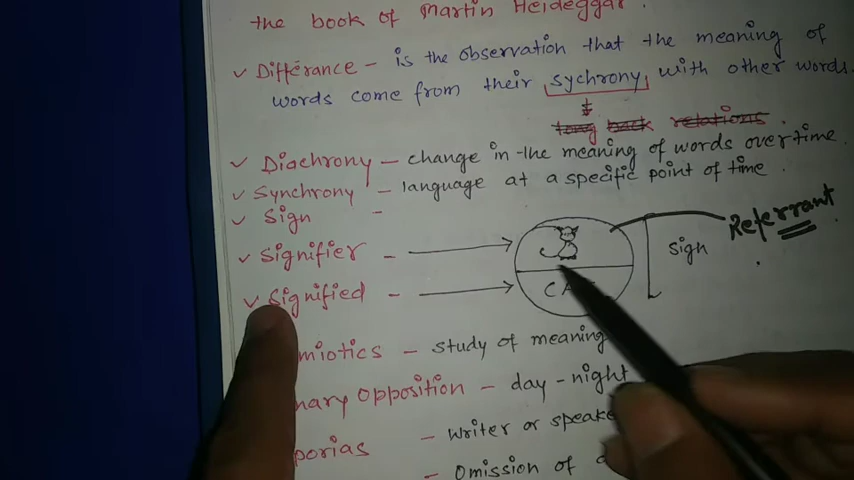 the book of Martin Heideggar.
✓ Différance - is the observation that the meaning of
words come from their sychrony with other words.
back relations.
✓ Diachrony - change in the meaning of words over time.
✓ Synchrony - language at a specific point of time.
✓ Sign -
Referrant
✓ Signifier -
Sign
✓ Signified -
miotics - study of meaning
nary Opposition - day-night
porias - writer or speake
- Omission of